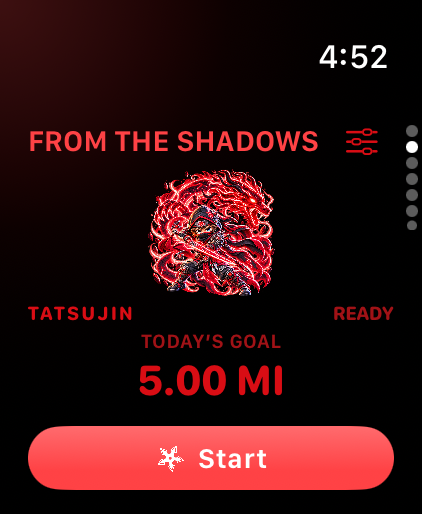 4:52
FROM THE SHADOWS
TATSUJIN READY
TODAY'S GOAL
5.00 MI
Start